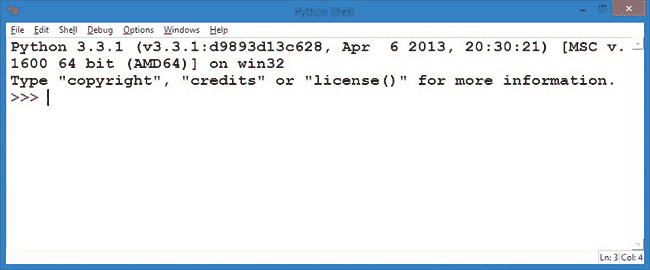 Python Shell
File Edit Shell Debug Options Windows Help
Python 3.3.1 (v3.3.1:d9893d13c628, Apr  6 2013, 20:30:21) [MSC v.
1600 64 bit (AMD64)] on win32
Type "copyright", "credits" or "license()" for more information.
>>>
Ln: 3 Col: 4